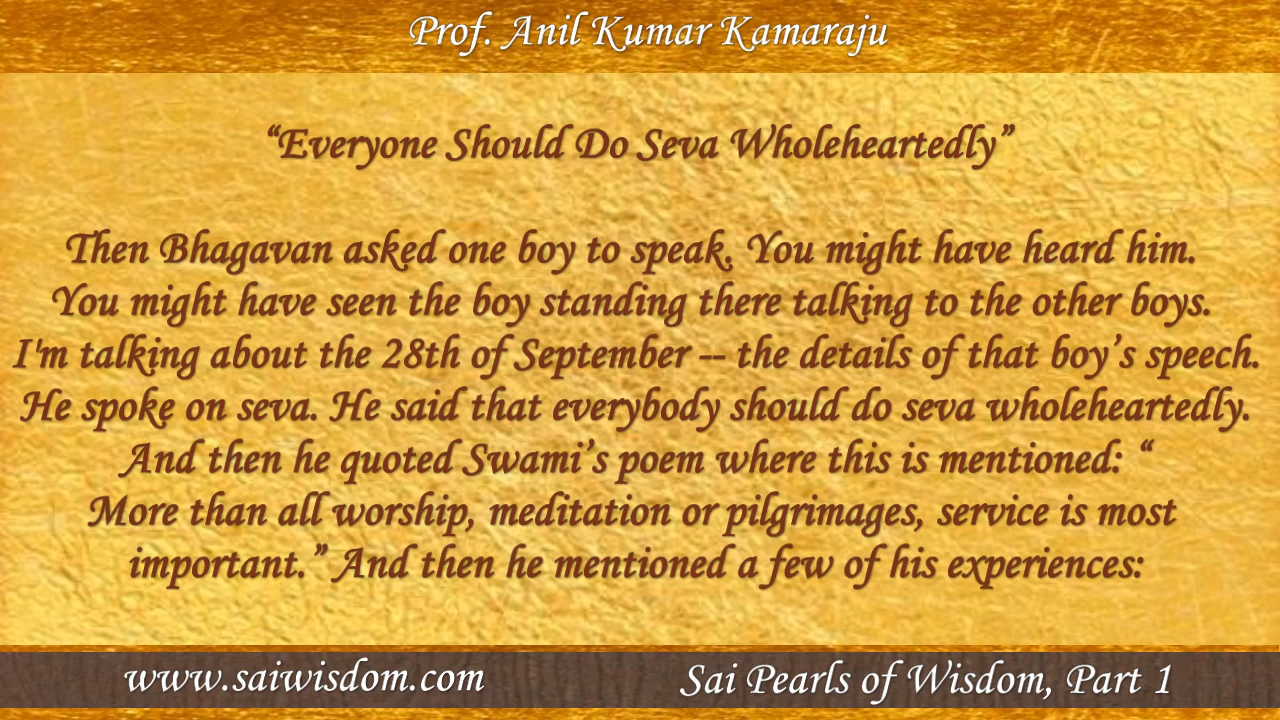 Prof. Anil Kumar Kamaraju
“Everyone Should Do Seva Wholeheartedly”
Then Bhagavan asked one boy to speak. You might have heard him.
You might have seen the boy standing there talking to the other boys.
I'm talking about the 28th of September -- the details of that boy’s speech.
He spoke on seva. He said that everybody should do seva wholeheartedly.
And then he quoted Swami’s poem where this is mentioned: “
More than all worship, meditation or pilgrimages, service is most
important.” And then he mentioned a few of his experiences:
www.saiwisdom.com
Sai Pearls of Wisdom, Part 1